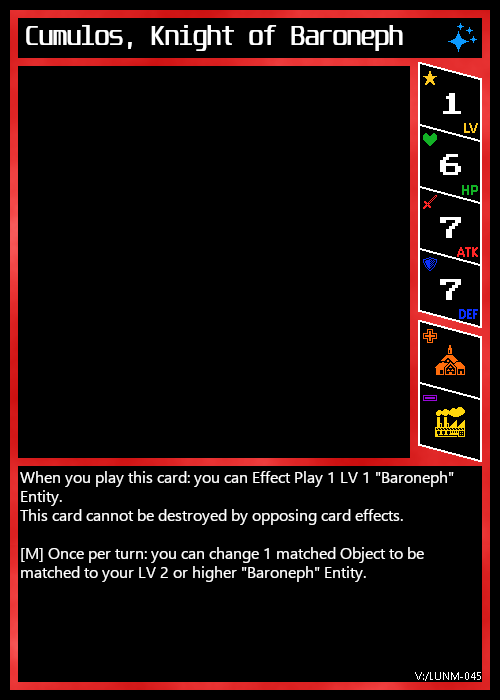 Cumulos, Knight of Baroneph
1
LV
6
HP
7
ATK
7
DEF
When you play this card: you can Effect Play 1 LV 1 "Baroneph"
Entity.
This card cannot be destroyed by opposing card effects.
[M] Once per turn: you can change 1 matched Object to be
matched to your LV 2 or higher "Baroneph" Entity.
V:/LUNM-045